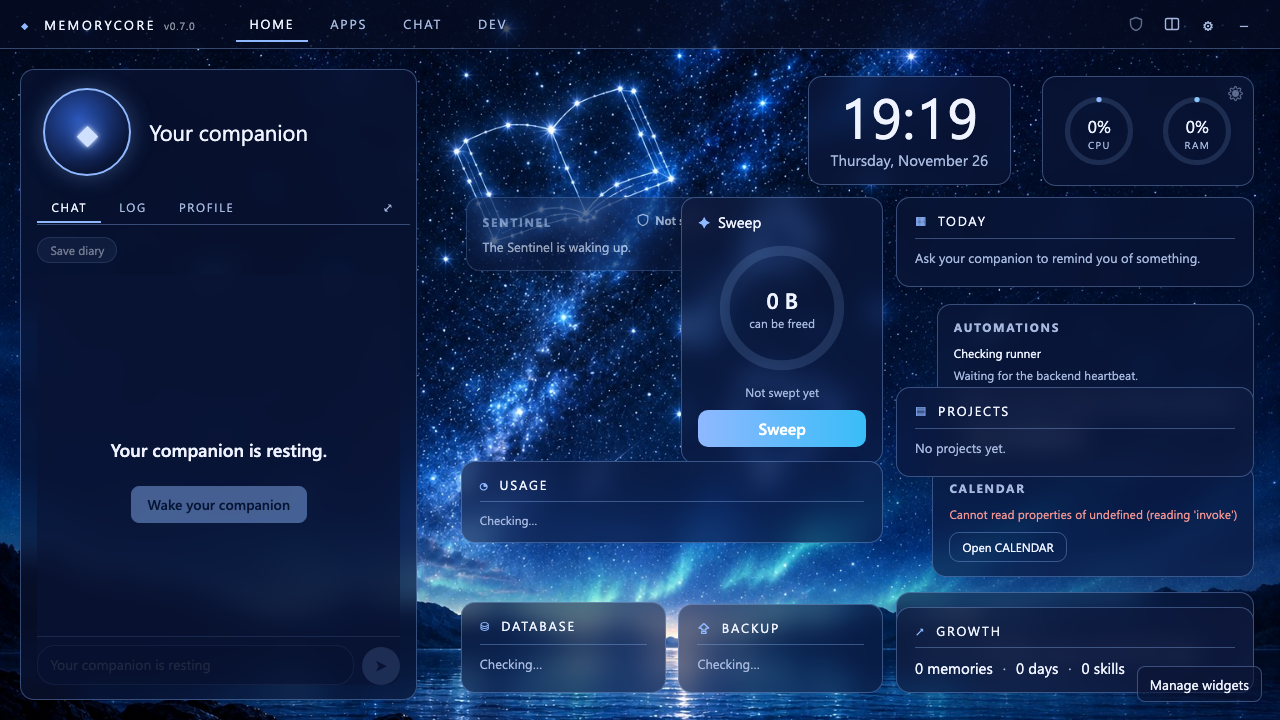 MEMORYCORE v0.7.0
HOME APPS CHAT DEV
Your companion
CHAT LOG PROFILE
Save diary
Your companion is resting.
Wake your companion
Your companion is resting
SENTINEL Not
The Sentinel is waking up.
Sweep
0 B
can be freed
Not swept yet
Sweep
USAGE
Checking...
DATABASE
Checking...
BACKUP
Checking...
19:19
Thursday, November 26
0%
CPU
0%
RAM
TODAY
Ask your companion to remind you of something.
AUTOMATIONS
Checking runner
Waiting for the backend heartbeat.
PROJECTS
No projects yet.
CALENDAR
Cannot read properties of undefined (reading 'invoke')
Open CALENDAR
GROWTH
0 memories · 0 days · 0 skills
Manage widgets